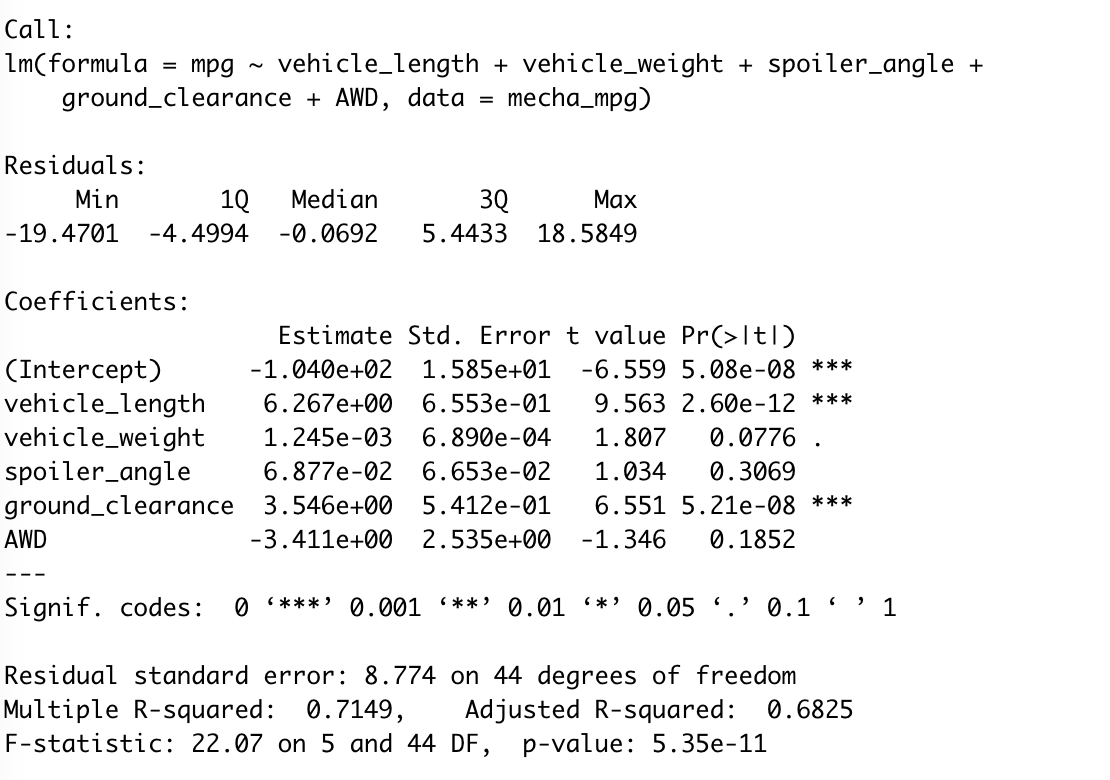 Call:
lm(formula = mpg ~ vehicle_length + vehicle_weight + spoiler_angle +
    ground_clearance + AWD, data = mecha_mpg)

Residuals:
     Min       1Q   Median       3Q      Max
-19.4701  -4.4994  -0.0692   5.4433  18.5849

Coefficients:
                   Estimate Std. Error t value Pr(>|t|)
(Intercept)      -1.040e+02  1.585e+01  -6.559 5.08e-08 ***
vehicle_length    6.267e+00  6.553e-01   9.563 2.60e-12 ***
vehicle_weight    1.245e-03  6.890e-04   1.807   0.0776 .
spoiler_angle     6.877e-02  6.653e-02   1.034   0.3069
ground_clearance  3.546e+00  5.412e-01   6.551 5.21e-08 ***
AWD              -3.411e+00  2.535e+00  -1.346   0.1852
---
Signif. codes:  0 ‘***’ 0.001 ‘**’ 0.01 ‘*’ 0.05 ‘.’ 0.1 ‘ ’ 1

Residual standard error: 8.774 on 44 degrees of freedom
Multiple R-squared:  0.7149,    Adjusted R-squared:  0.6825
F-statistic: 22.07 on 5 and 44 DF,  p-value: 5.35e-11